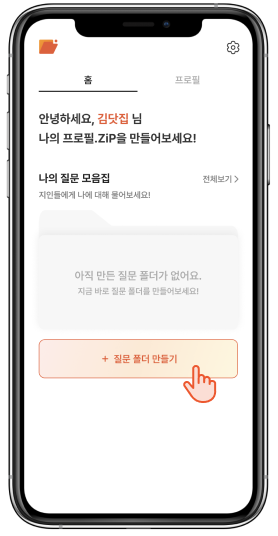 홈
프로필
안녕하세요, 김닷집 님
나의 프로필.ZiP을 만들어보세요!
나의 질문 모음집
전체보기 >
지인들에게 나에 대해 물어보세요!
아직 만든 질문 폴더가 없어요.
지금 바로 질문 폴더를 만들어보세요!
+ 질문 폴더 만들기